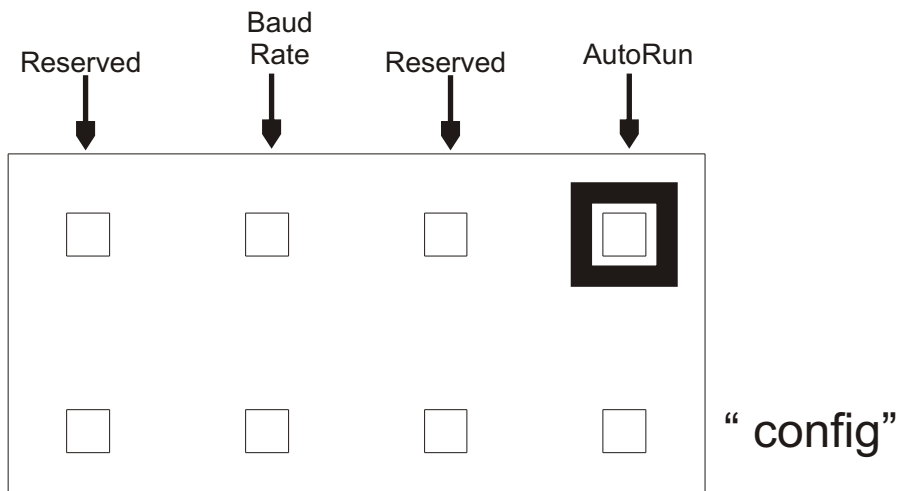 Baud
Rate
Reserved
Reserved
AutoRun
“ config”